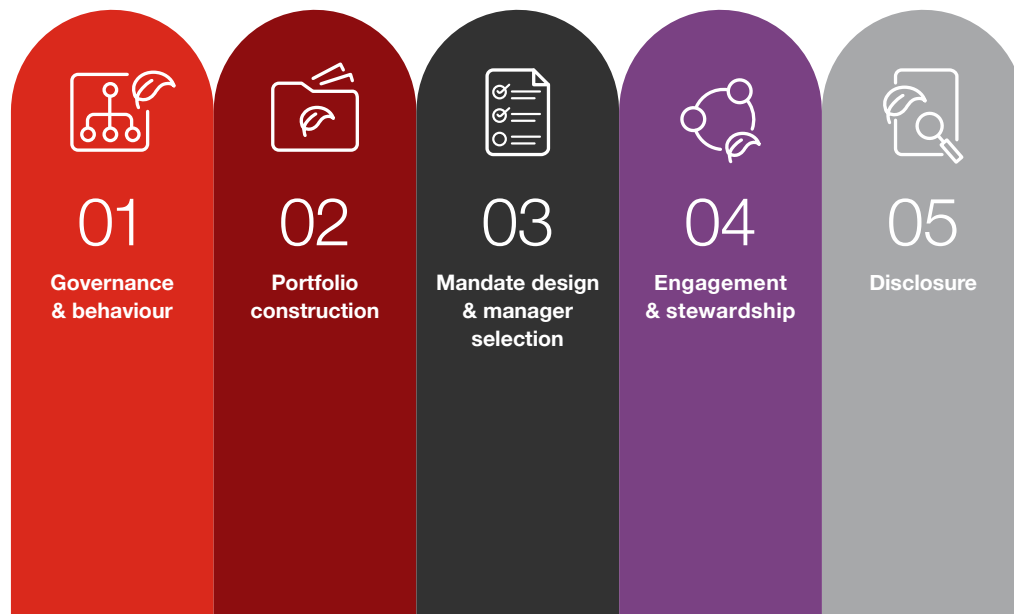 01
Governance
& behaviour
02
Portfolio
construction
03
Mandate design
& manager
selection
04
Engagement
& stewardship
05
Disclosure